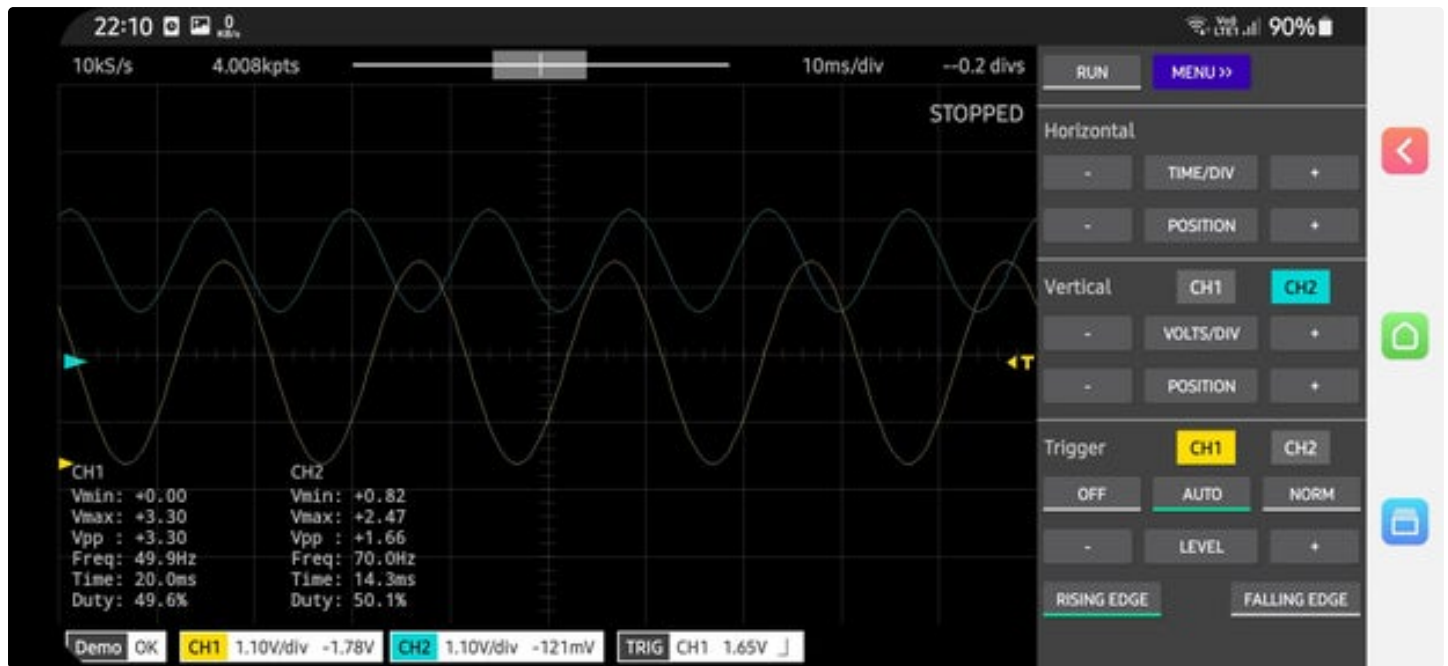 22:10 0 KB/s VoD LTE1 90%
10kS/s 4.008kpts 10ms/div --0.2 divs
STOPPED
RUN MENU >>
Horizontal
- TIME/DIV +
- POSITION +
Vertical CH1 CH2
- VOLTS/DIV +
- POSITION +
T
Trigger CH1 CH2
OFF AUTO NORM
- LEVEL +
RISING EDGE FALLING EDGE
CH1
Vmin: +0.00
Vmax: +3.30
Vpp : +3.30
Freq: 49.9Hz
Time: 20.0ms
Duty: 49.6%
CH2
Vmin: +0.82
Vmax: +2.47
Vpp : +1.66
Freq: 70.0Hz
Time: 14.3ms
Duty: 50.1%
Demo OK CH1 1.10V/div -1.78V CH2 1.10V/div -121mV TRIG CH1 1.65V